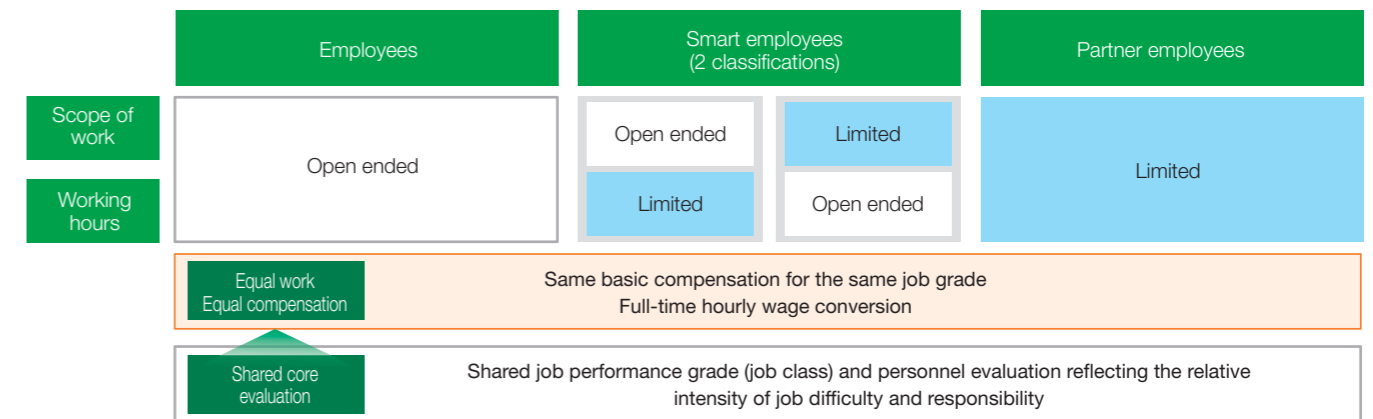 Employees
Smart employees
(2 classifications)
Partner employees
Scope of
work
Open ended
Open ended
Limited
Limited
Working
hours
Limited
Open ended
Equal work
Equal compensation
Same basic compensation for the same job grade
Full-time hourly wage conversion
Shared core
evaluation
Shared job performance grade (job class) and personnel evaluation reflecting the relative
intensity of job difficulty and responsibility